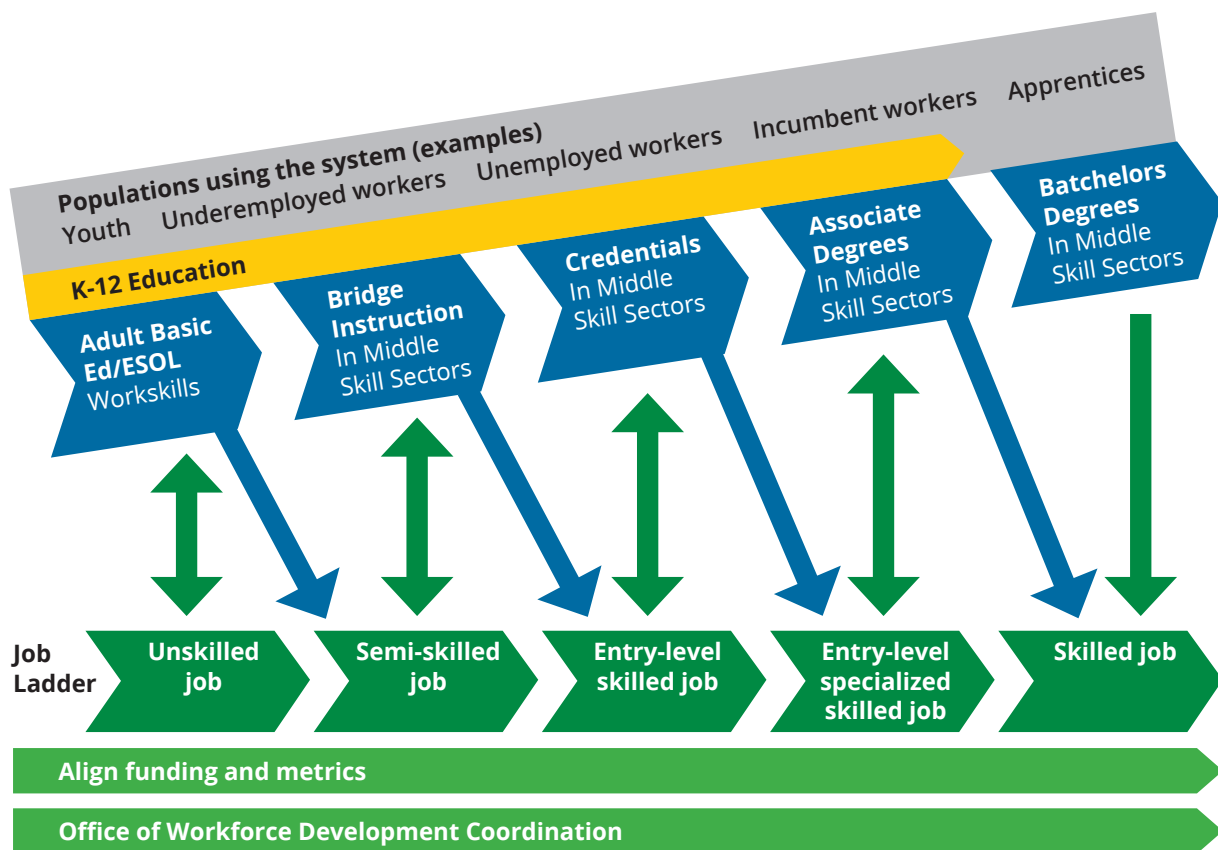 Populations using the system (examples)
Youth Underemployed workers Unemployed workers Incumbent workers Apprentices
K-12 Education
Adult Basic
Ed/ESOL
Workskills
Bridge
Instruction
In Middle
Skill Sectors
Credentials
In Middle
Skill Sectors
Associate
Degrees
In Middle
Skill Sectors
Batchelors
Degrees
In Middle
Skill Sectors
Job
Ladder
Unskilled
job
Semi-skilled
job
Entry-level
skilled job
Entry-level
specialized
skilled job
Skilled job
Align funding and metrics
Office of Workforce Development Coordination